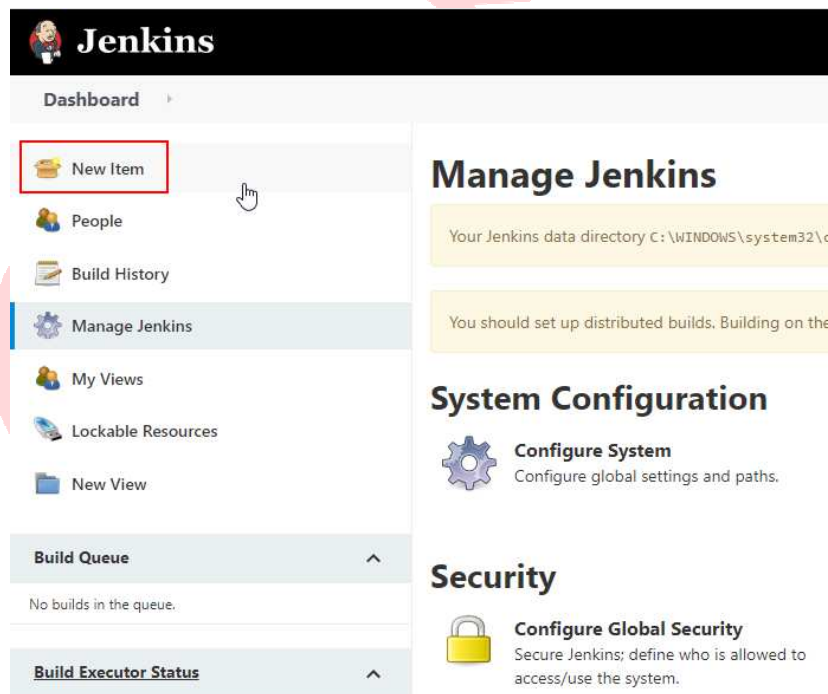 Jenkins
Dashboard
New Item
People
Build History
Manage Jenkins
My Views
Lockable Resources
New View
Build Queue
No builds in the queue.
Build Executor Status
Manage Jenkins
Your Jenkins data directory C:\WINDOWS\system32\
You should set up distributed builds. Building on the
System Configuration
Configure System
Configure global settings and paths.
Security
Configure Global Security
Secure Jenkins; define who is allowed to
access/use the system.